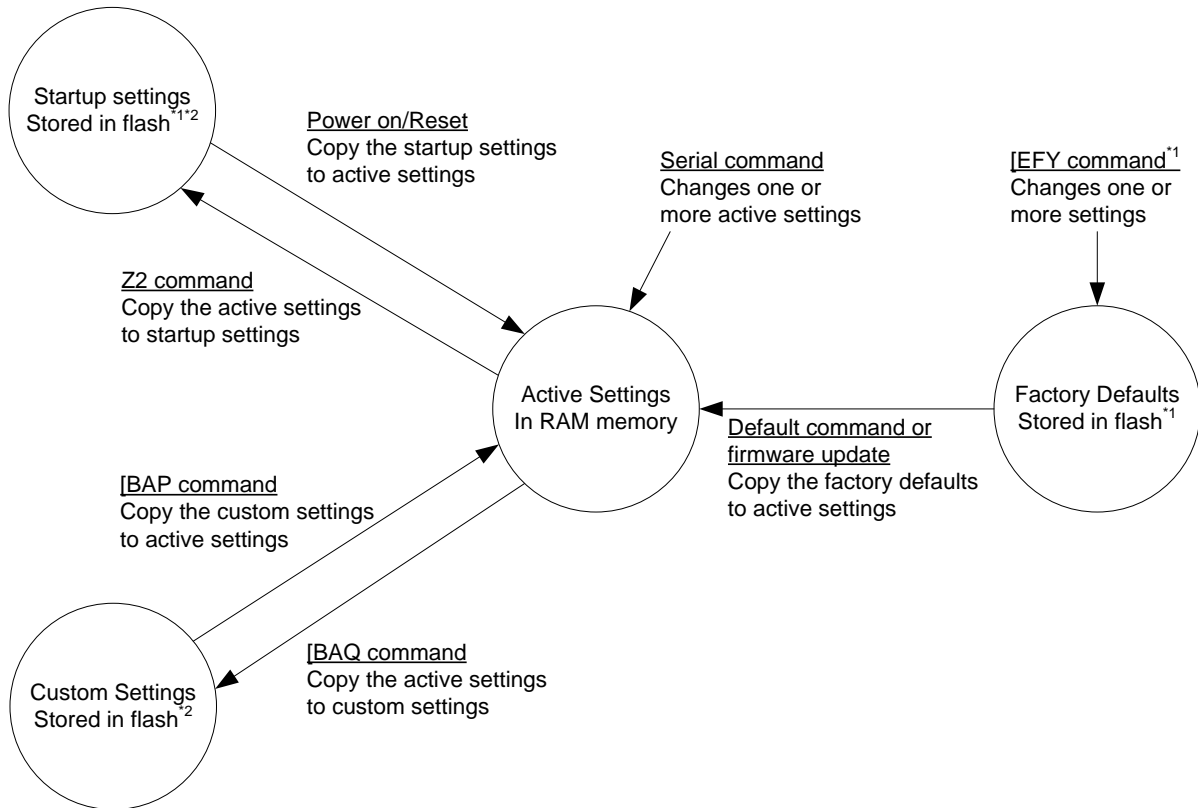 Startup settings
Stored in flash*1*2
Power on/Reset
Copy the startup settings
to active settings
Serial command
Changes one or
more active settings
[EFY command*1
Changes one or
more settings
Z2 command
Copy the active settings
to startup settings
Active Settings
In RAM memory
Factory Defaults
Stored in flash*1
Default command or
firmware update
Copy the factory defaults
to active settings
[BAP command
Copy the custom settings
to active settings
[BAQ command
Copy the active settings
to custom settings
Custom Settings
Stored in flash*2